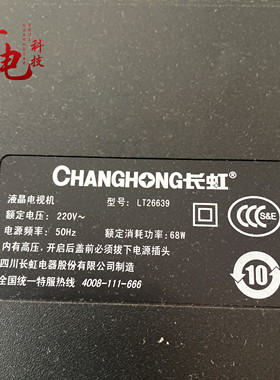 电
科技
CHANGHONG长虹®
液晶电视机
型号: LT26639
额定电压: 220V~
电源频率: 50Hz
额定消耗功率: 68W
内有高压, 开启后盖前必须拔下电源插头
四川长虹电器股份有限公司制造
全国统一特服热线 4008-111-666
CCC
S&E
10